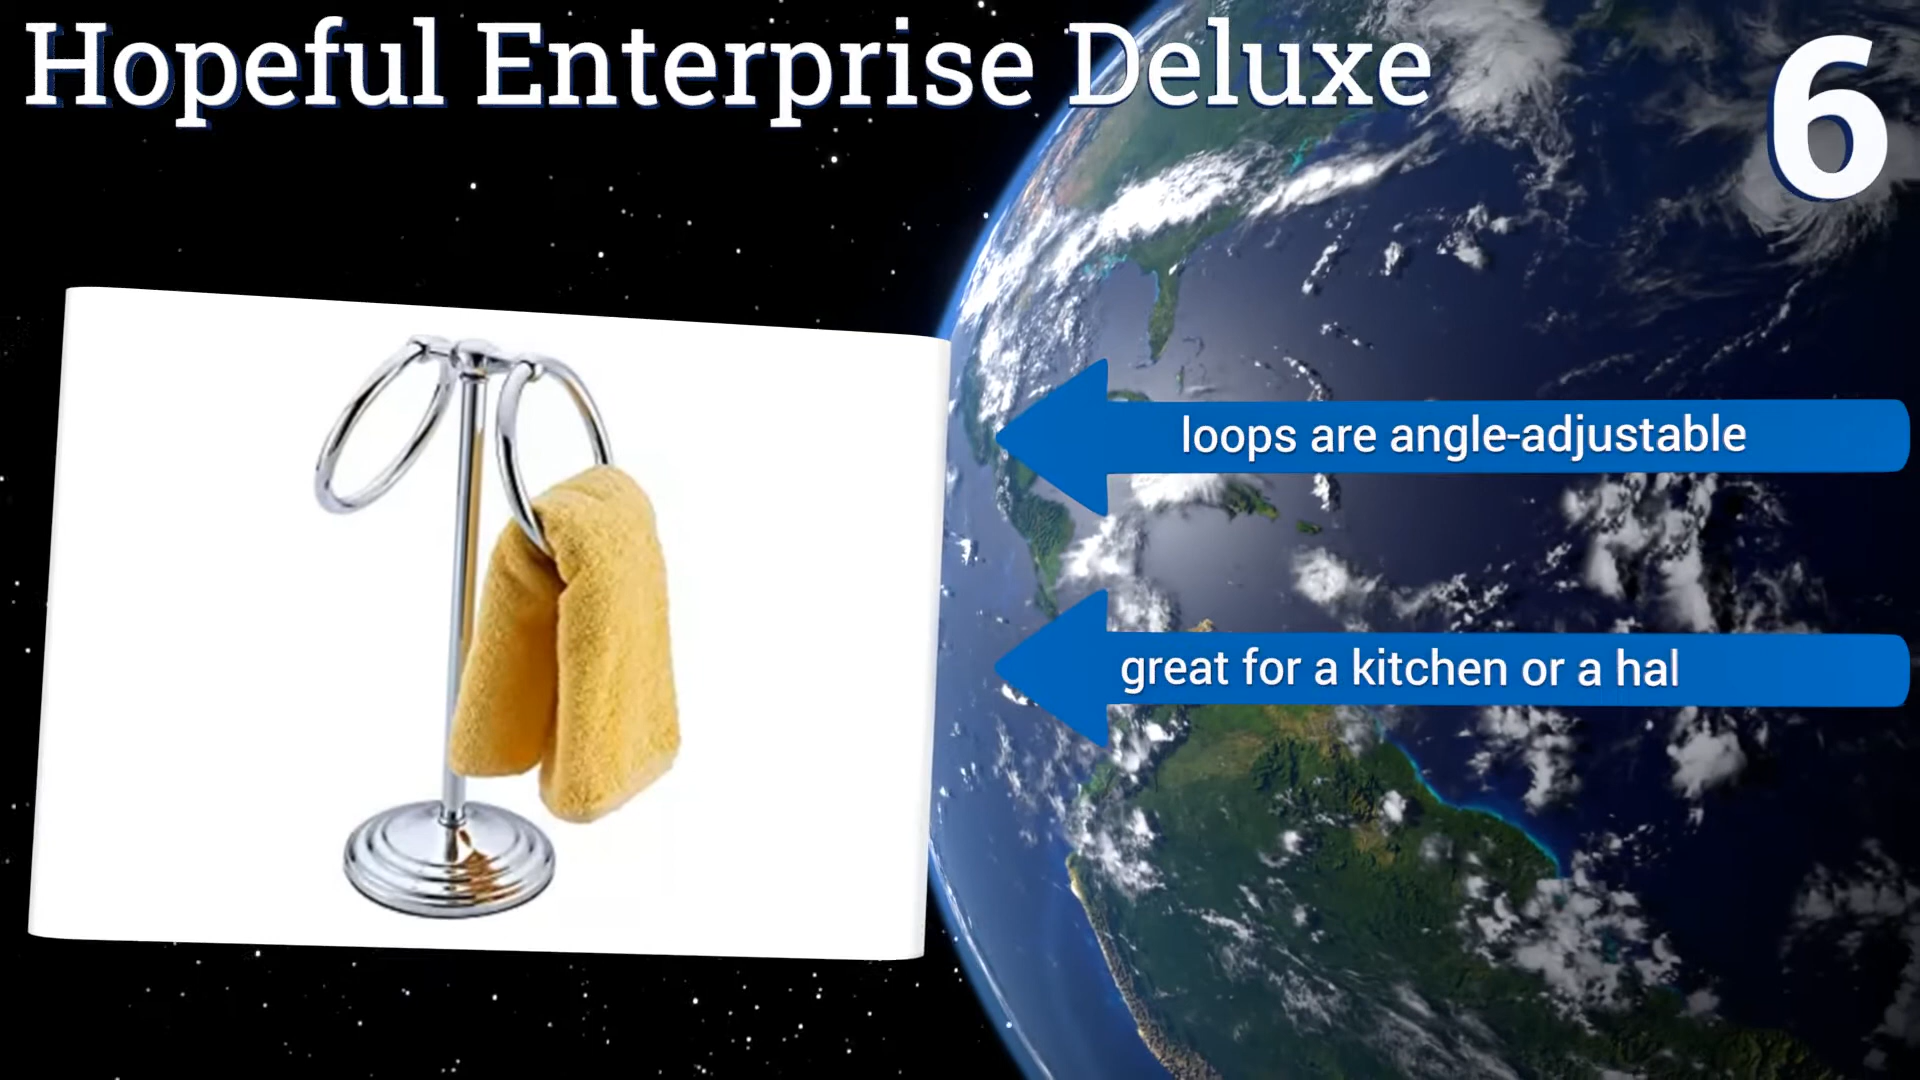 Hopeful Enterprise Deluxe
6
loops are angle-adjustable
great for a kitchen or a hal